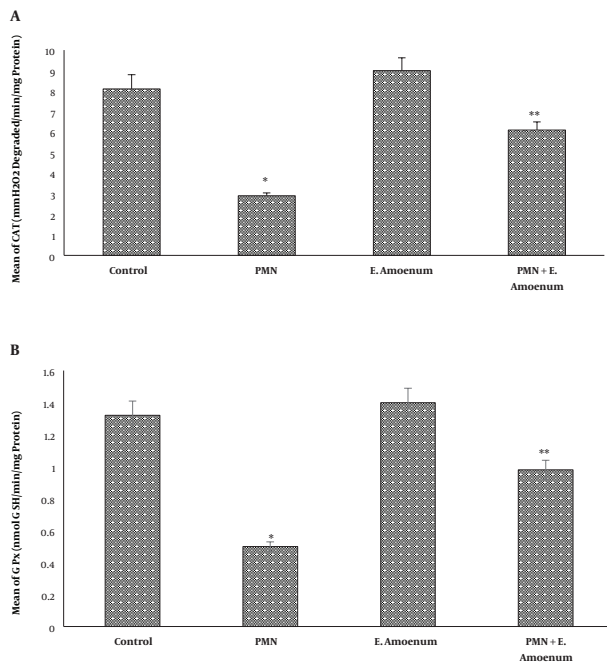 A
Mean of CAT (mmH2O2 Degraded/min/mg Protein)
10
9
8
7
6
5
4
3
2
1
0
*
**
Control
PMN
E. Amoenum
PMN + E.
Amoenum
B
Mean of G Px (nmol G SH/min/mg Protein)
1.6
1.4
1.2
1
0.8
0.6
0.4
0.2
0
*
**
Control
PMN
E. Amoenum
PMN + E.
Amoenum